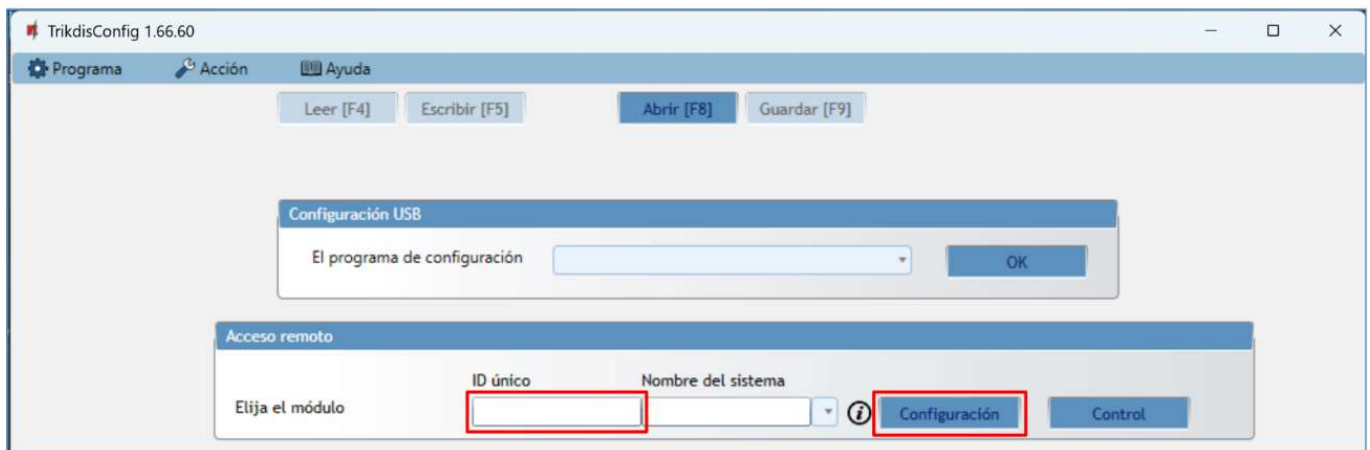 TrikdisConfig 1.66.60
Programa Acción Ayuda
Leer [F4] Escribir [F5] Abrir [F8] Guardar [F9]
Configuración USB
El programa de configuración OK
Acceso remoto
ID único Nombre del sistema
Elija el módulo i Configuración Control